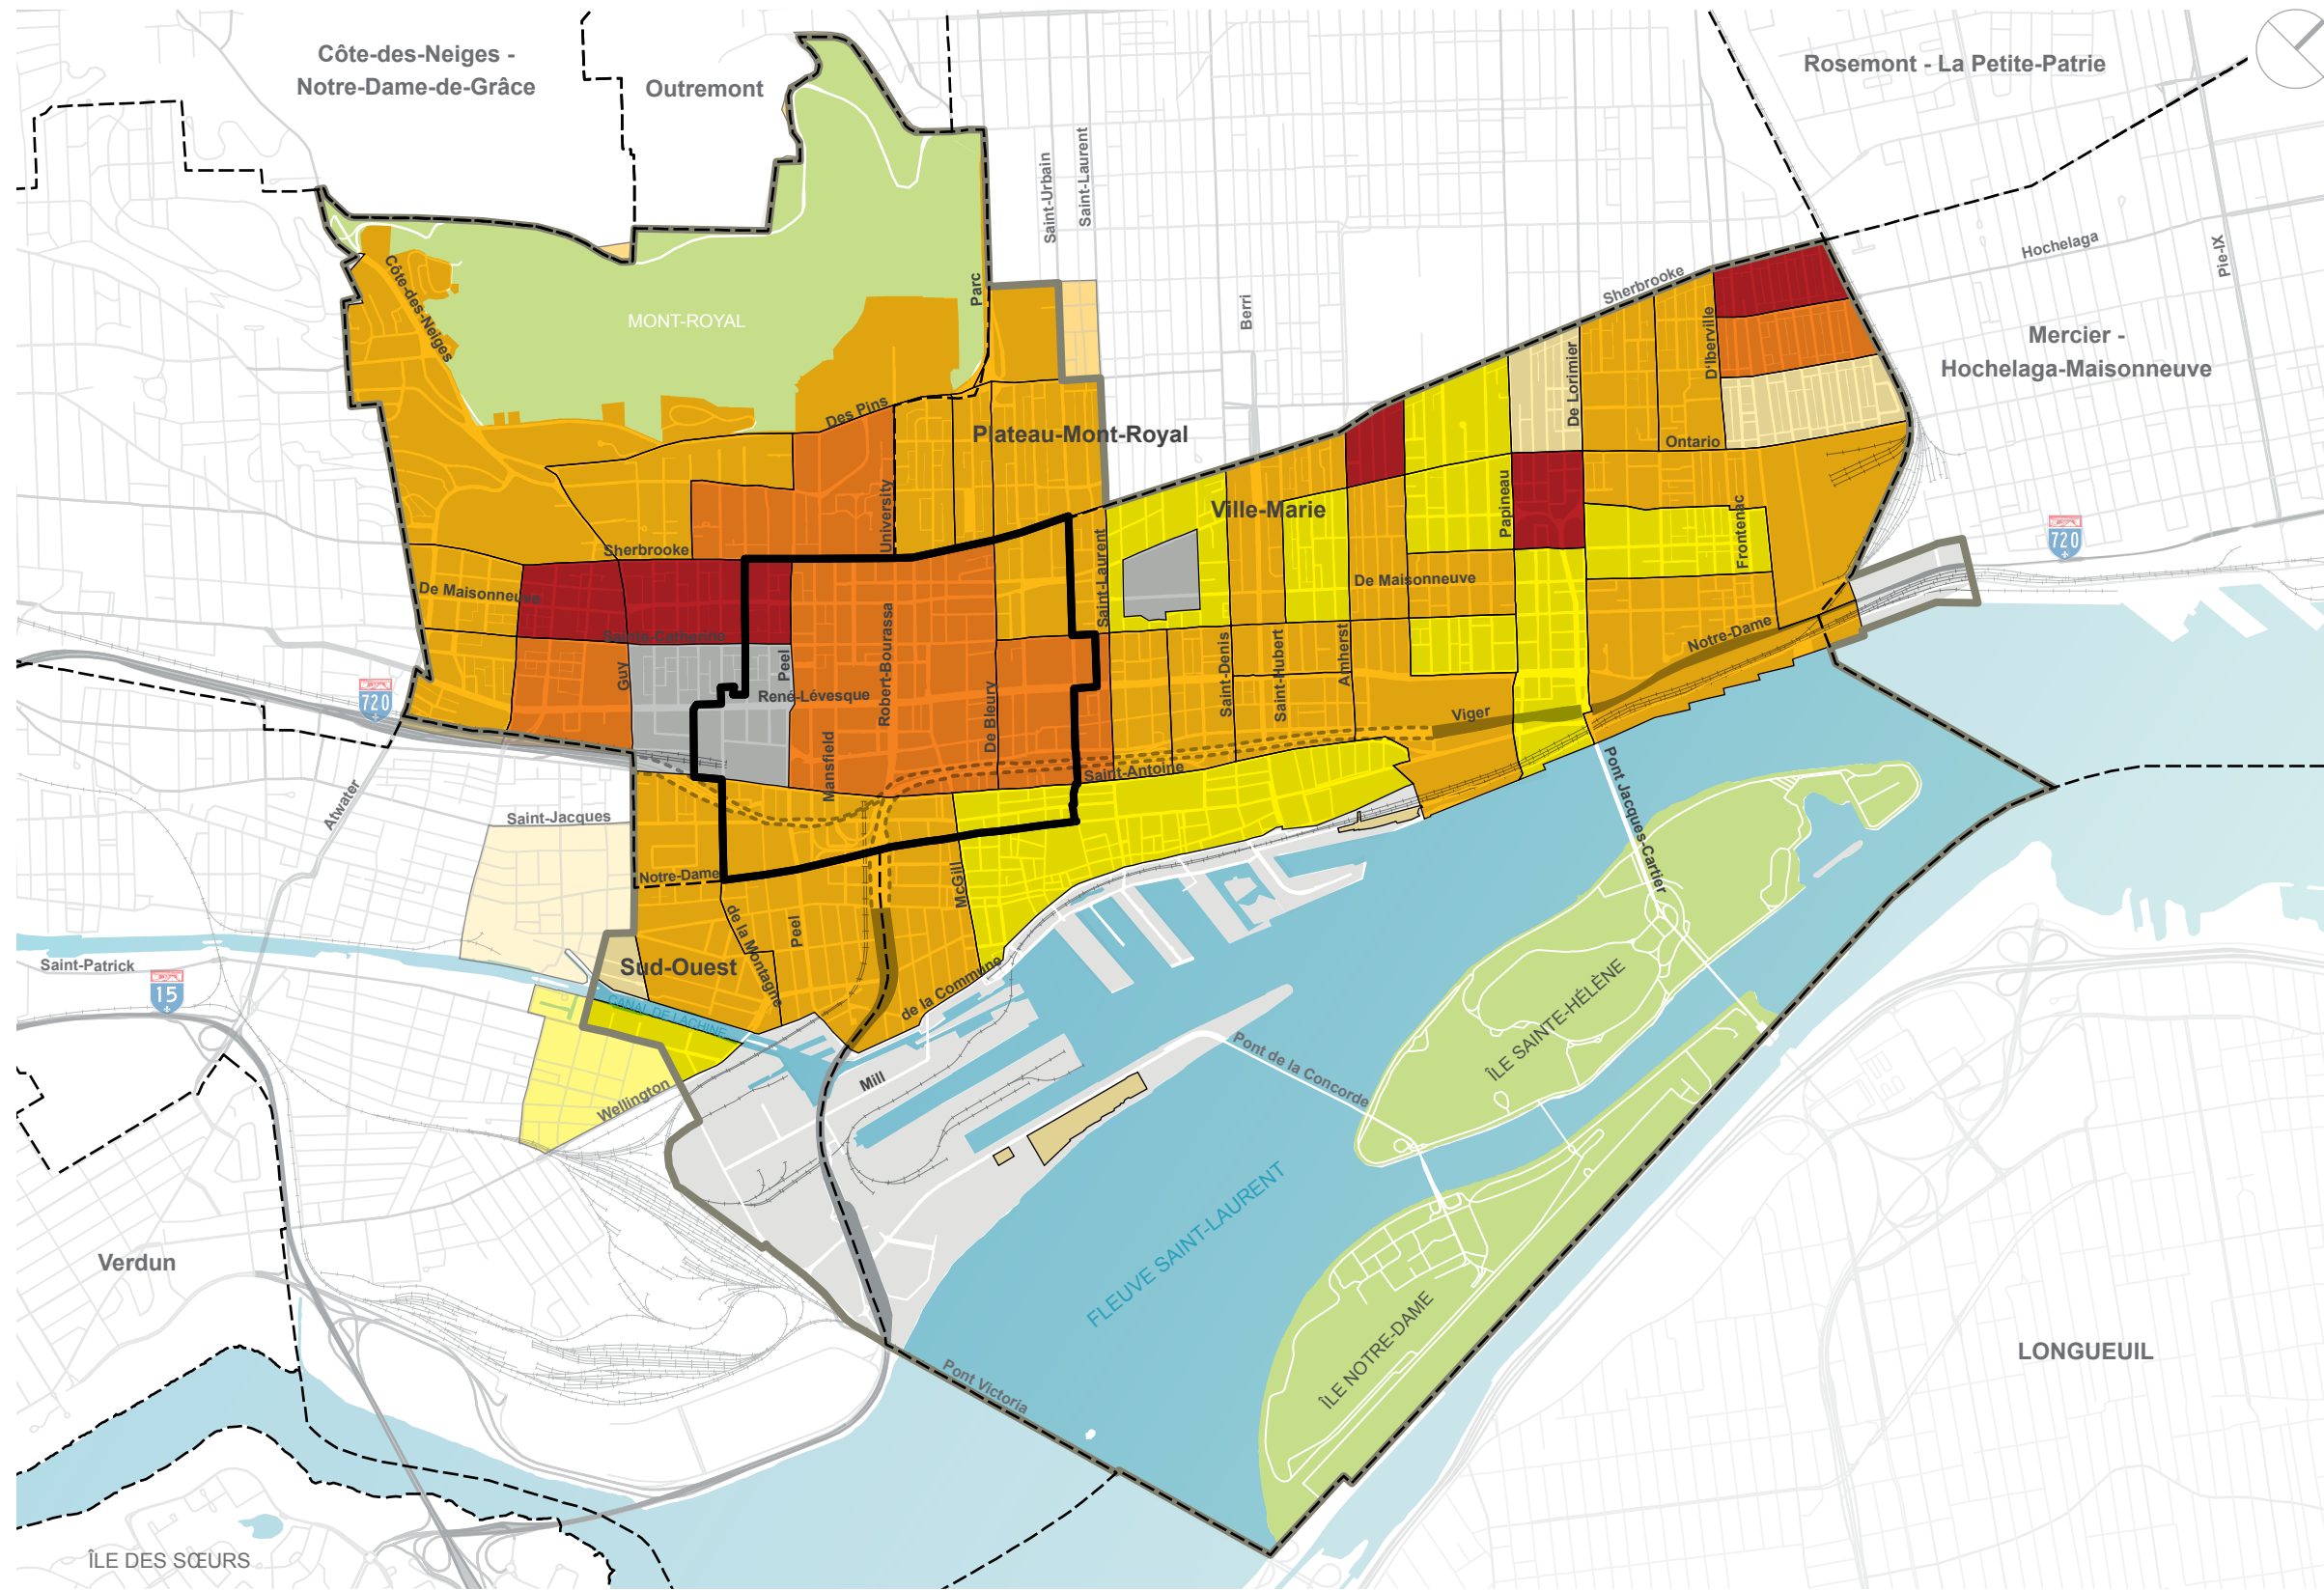 Côte-des-Neiges -
Notre-Dame-de-Grâce
Outremont
Rosemont - La Petite-Patrie
Saint-Urbain
Saint-Laurent
Hochelaga
Pie-IX
Côte-des-Neiges
Parc
Berri
Sherbrooke
MONT-ROYAL
D'Iberville
De Lorimier
Mercier -
Hochelaga-Maisonneuve
Des Pins
Plateau-Mont-Royal
Ontario
University
Ville-Marie
Papineau
Frontenac
720
Sherbrooke
De Maisonneuve
Saint-Laurent
De Maisonneuve
Sainte-Catherine
Guy
Peel
René-Lévesque
Robert-Bourassa
De Bleury
Saint-Denis
Saint-Hubert
Amherst
Notre-Dame
720
Viger
Mansfield
Saint-Antoine
Atwater
Saint-Jacques
Pont Jacques-Cartier
Notre-Dame
McGill
de la Montagne
Peel
Sud-Ouest
Saint-Patrick
15
CANAL DE LACHINE
de la Commune
Mill
Wellington
Pont de la Concorde
ÎLE SAINTE-HÉLÈNE
FLEUVE SAINT-LAURENT
Verdun
ÎLE NOTRE-DAME
LONGUEUIL
Pont Victoria
ÎLE DES SŒURS